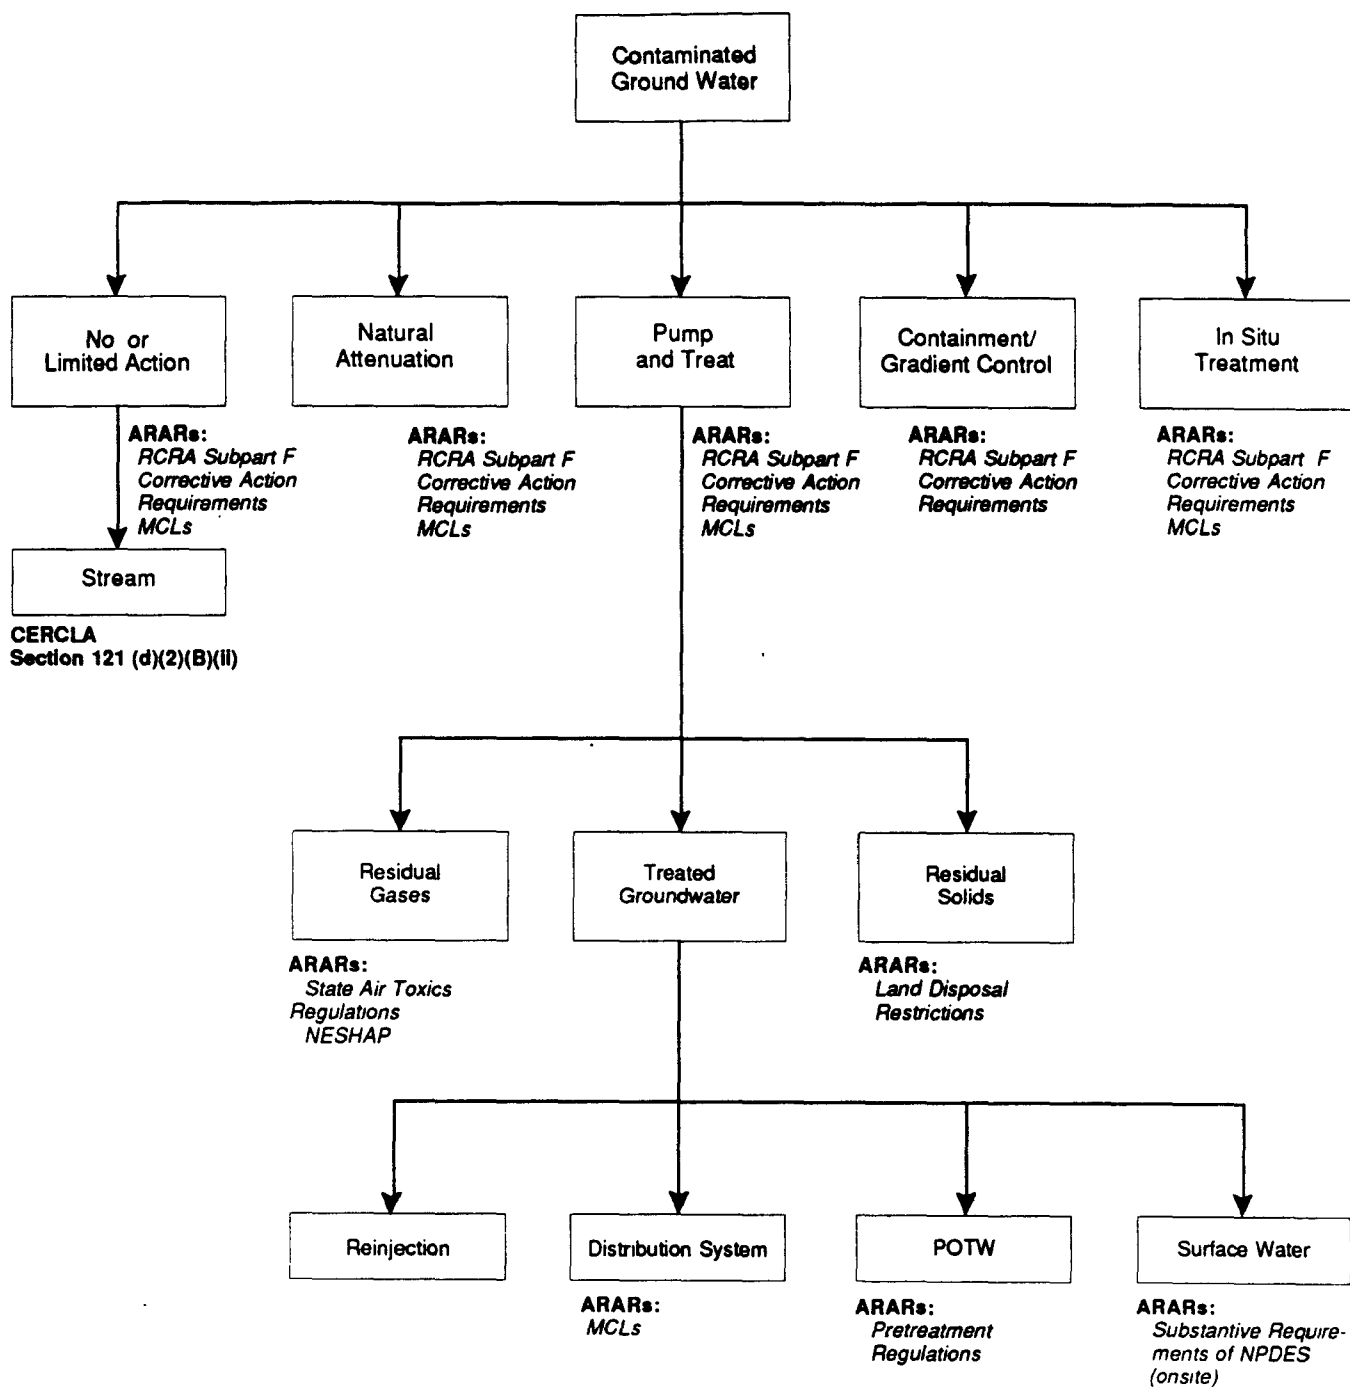 Contaminated
Ground Water
No or
Limited Action
Natural
Attenuation
Pump
and Treat
Containment/
Gradient Control
In Situ
Treatment
ARARs:
RCRA Subpart F
Corrective Action
Requirements
MCLs
ARARs:
RCRA Subpart F
Corrective Action
Requirements
MCLs
ARARs:
RCRA Subpart F
Corrective Action
Requirements
MCLs
ARARs:
RCRA Subpart F
Corrective Action
Requirements
ARARs:
RCRA Subpart F
Corrective Action
Requirements
MCLs
Stream
CERCLA
Section 121 (d)(2)(B)(ii)
Residual
Gases
Treated
Groundwater
Residual
Solids
ARARs:
State Air Toxics
Regulations
NESHAP
ARARs:
Land Disposal
Restrictions
Reinjection
Distribution System
POTW
Surface Water
ARARs:
MCLs
ARARs:
Pretreatment
Regulations
ARARs:
Substantive Require-
ments of NPDES
(onsite)